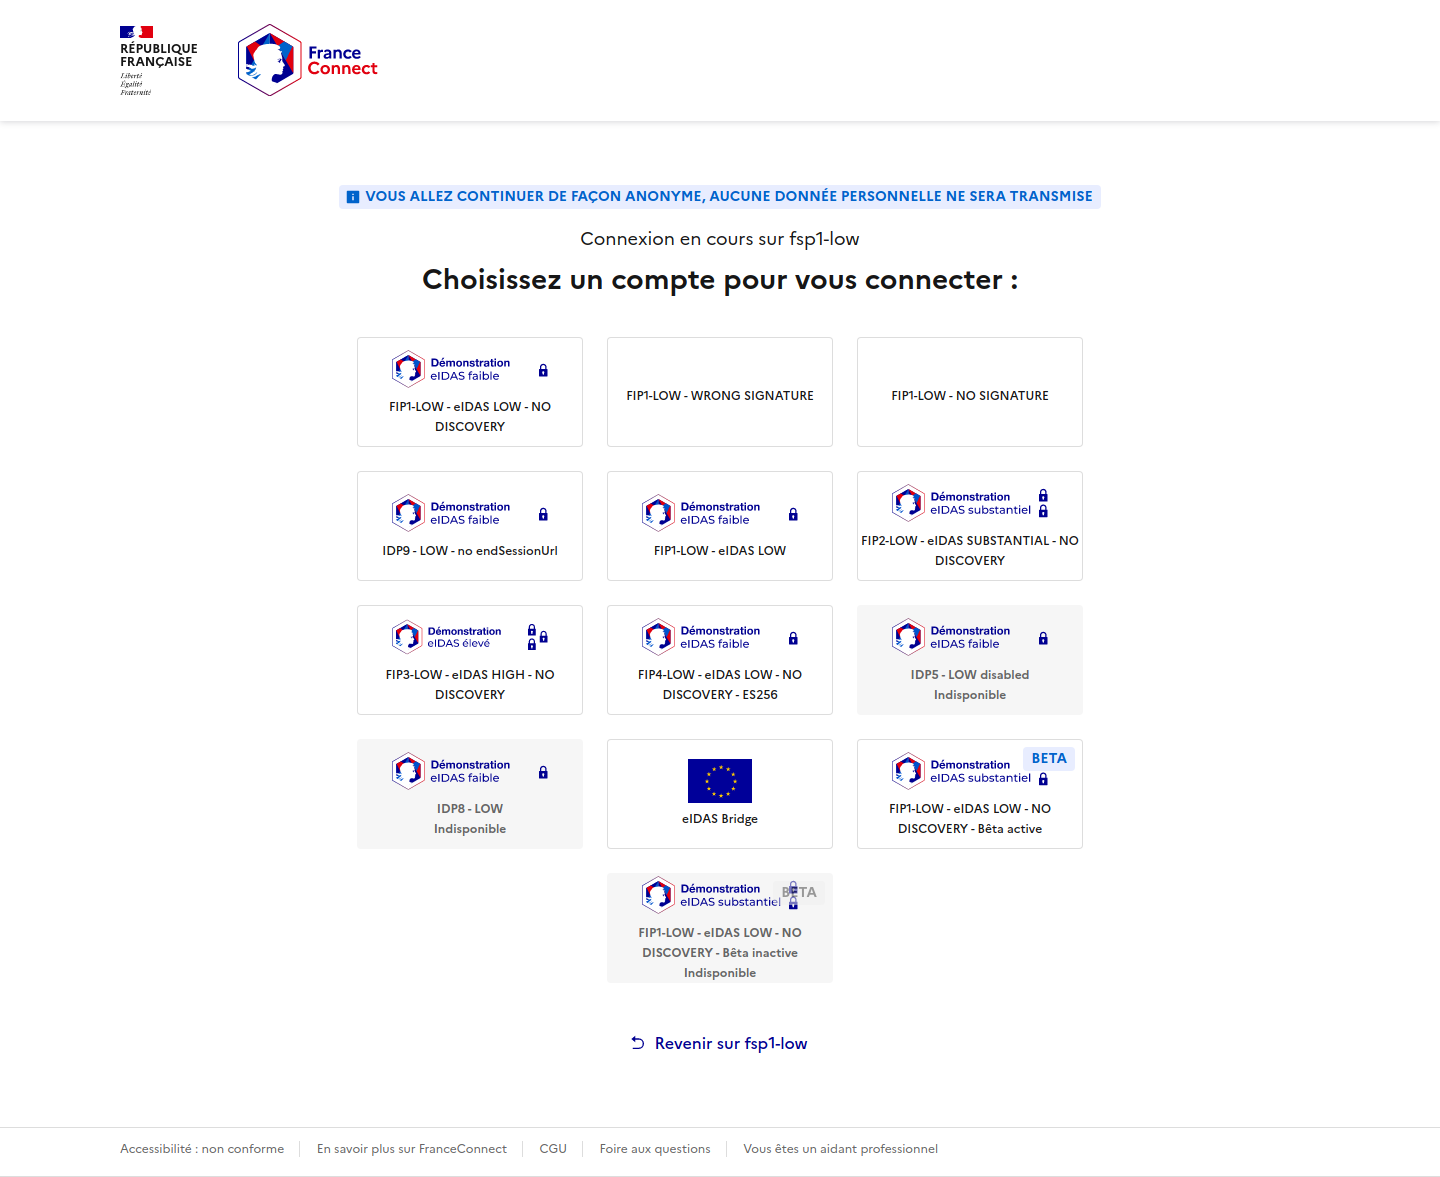 RÉPUBLIQUE
FRANÇAISE
Liberté
Égalité
Fraternité
France
Connect
VOUS ALLEZ CONTINUER DE FAÇON ANONYME, AUCUNE DONNÉE PERSONNELLE NE SERA TRANSMISE
Connexion en cours sur fsp1-low
Choisissez un compte pour vous connecter :
Démonstration
eIDAS faible
FIP1-LOW - eIDAS LOW - NO
DISCOVERY
FIP1-LOW - WRONG SIGNATURE
FIP1-LOW - NO SIGNATURE
Démonstration
eIDAS faible
IDP9 - LOW - no endSessionUrl
Démonstration
eIDAS faible
FIP1-LOW - eIDAS LOW
Démonstration
eIDAS substantiel
FIP2-LOW - eIDAS SUBSTANTIAL - NO
DISCOVERY
Démonstration
eIDAS élevé
FIP3-LOW - eIDAS HIGH - NO
DISCOVERY
Démonstration
eIDAS faible
FIP4-LOW - eIDAS LOW - NO
DISCOVERY - ES256
Démonstration
eIDAS faible
IDP5 - LOW disabled
Indisponible
Démonstration
eIDAS faible
IDP8 - LOW
Indisponible
eIDAS Bridge
BETA
Démonstration
eIDAS substantiel
FIP1-LOW - eIDAS LOW - NO
DISCOVERY - Bêta active
BETA
Démonstration
eIDAS substantiel
FIP1-LOW - eIDAS LOW - NO
DISCOVERY - Bêta inactive
Indisponible
Revenir sur fsp1-low
Accessibilité : non conforme
En savoir plus sur FranceConnect
CGU
Foire aux questions
Vous êtes un aidant professionnel